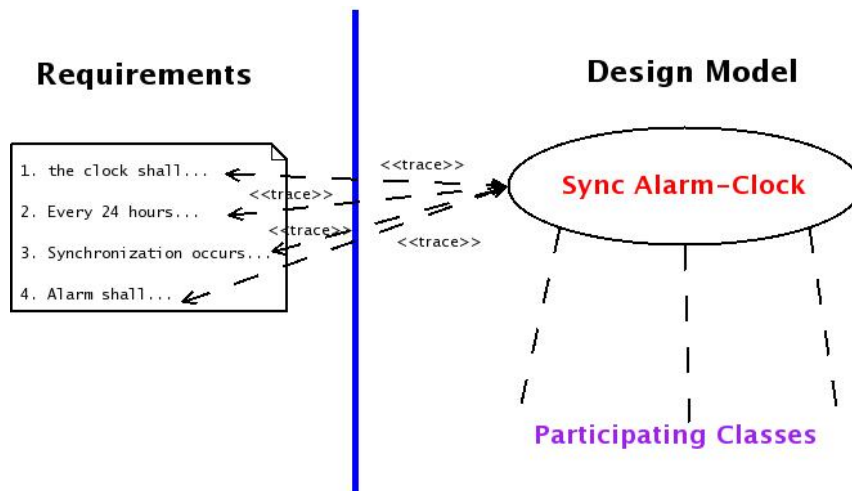 Requirements
Design Model
1. the clock shall...
2. Every 24 hours...
3. Synchronization occurs...
4. Alarm shall...
<<trace>>
<<trace>>
<<trace>>
<<trace>>
Sync Alarm-Clock
Participating Classes